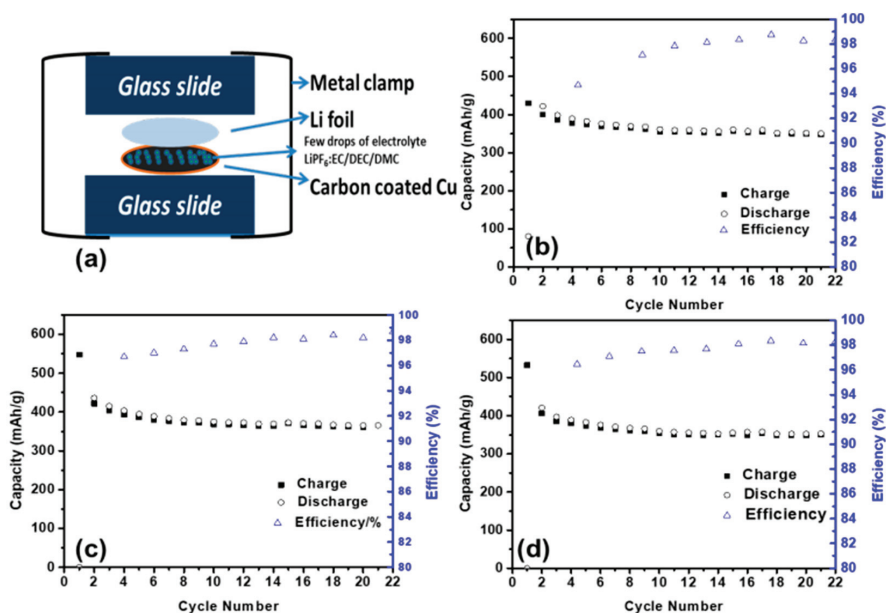 (a)
Glass slide
Metal clamp
Li foil
Few drops of electrolyte
LiPF6:EC/DEC/DMC
Carbon coated Cu
Glass slide
(b)
Capacity (mAh/g)
600
500
400
300
200
100
0
0 2 4 6 8 10 12 14 16 18 20 22
Cycle Number
100
98
96
94
92
90
88
86
84
82
80
Efficiency (%)
Charge
Discharge
Efficiency
(c)
Capacity (mAh/g)
600
500
400
300
200
100
0
0 2 4 6 8 10 12 14 16 18 20 22
Cycle Number
100
98
96
94
92
90
88
86
84
82
80
Efficiency (%)
Charge
Discharge
Efficiency/%
(d)
Capacity (mAh/g)
600
500
400
300
200
100
0
0 2 4 6 8 10 12 14 16 18 20 22
Cycle Number
100
98
96
94
92
90
88
86
84
82
80
Efficiency (%)
Charge
Discharge
Efficiency